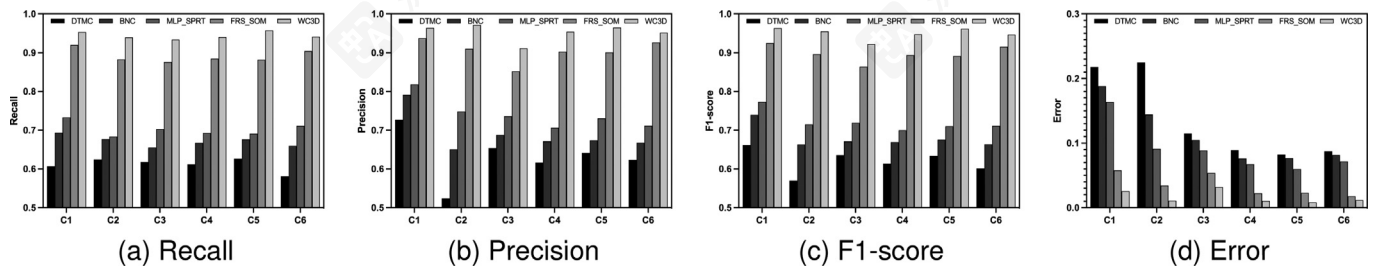 DTMC BNC MLP_SPRT FRS_SOM WC3D
1.0
0.9
0.8
0.7
0.6
0.5
Recall
C1 C2 C3 C4 C5 C6
(a) Recall
DTMC BNC MLP_SPRT FRS_SOM WC3D
1.0
0.9
0.8
0.7
0.6
0.5
Precision
C1 C2 C3 C4 C5 C6
(b) Precision
DTMC BNC MLP_SPRT FRS_SOM WC3D
1.0
0.9
0.8
0.7
0.6
0.5
F1-score
C1 C2 C3 C4 C5 C6
(c) F1-score
DTMC BNC MLP_SPRT FRS_SOM WC3D
0.3
0.2
0.1
0.0
Error
C1 C2 C3 C4 C5 C6
(d) Error